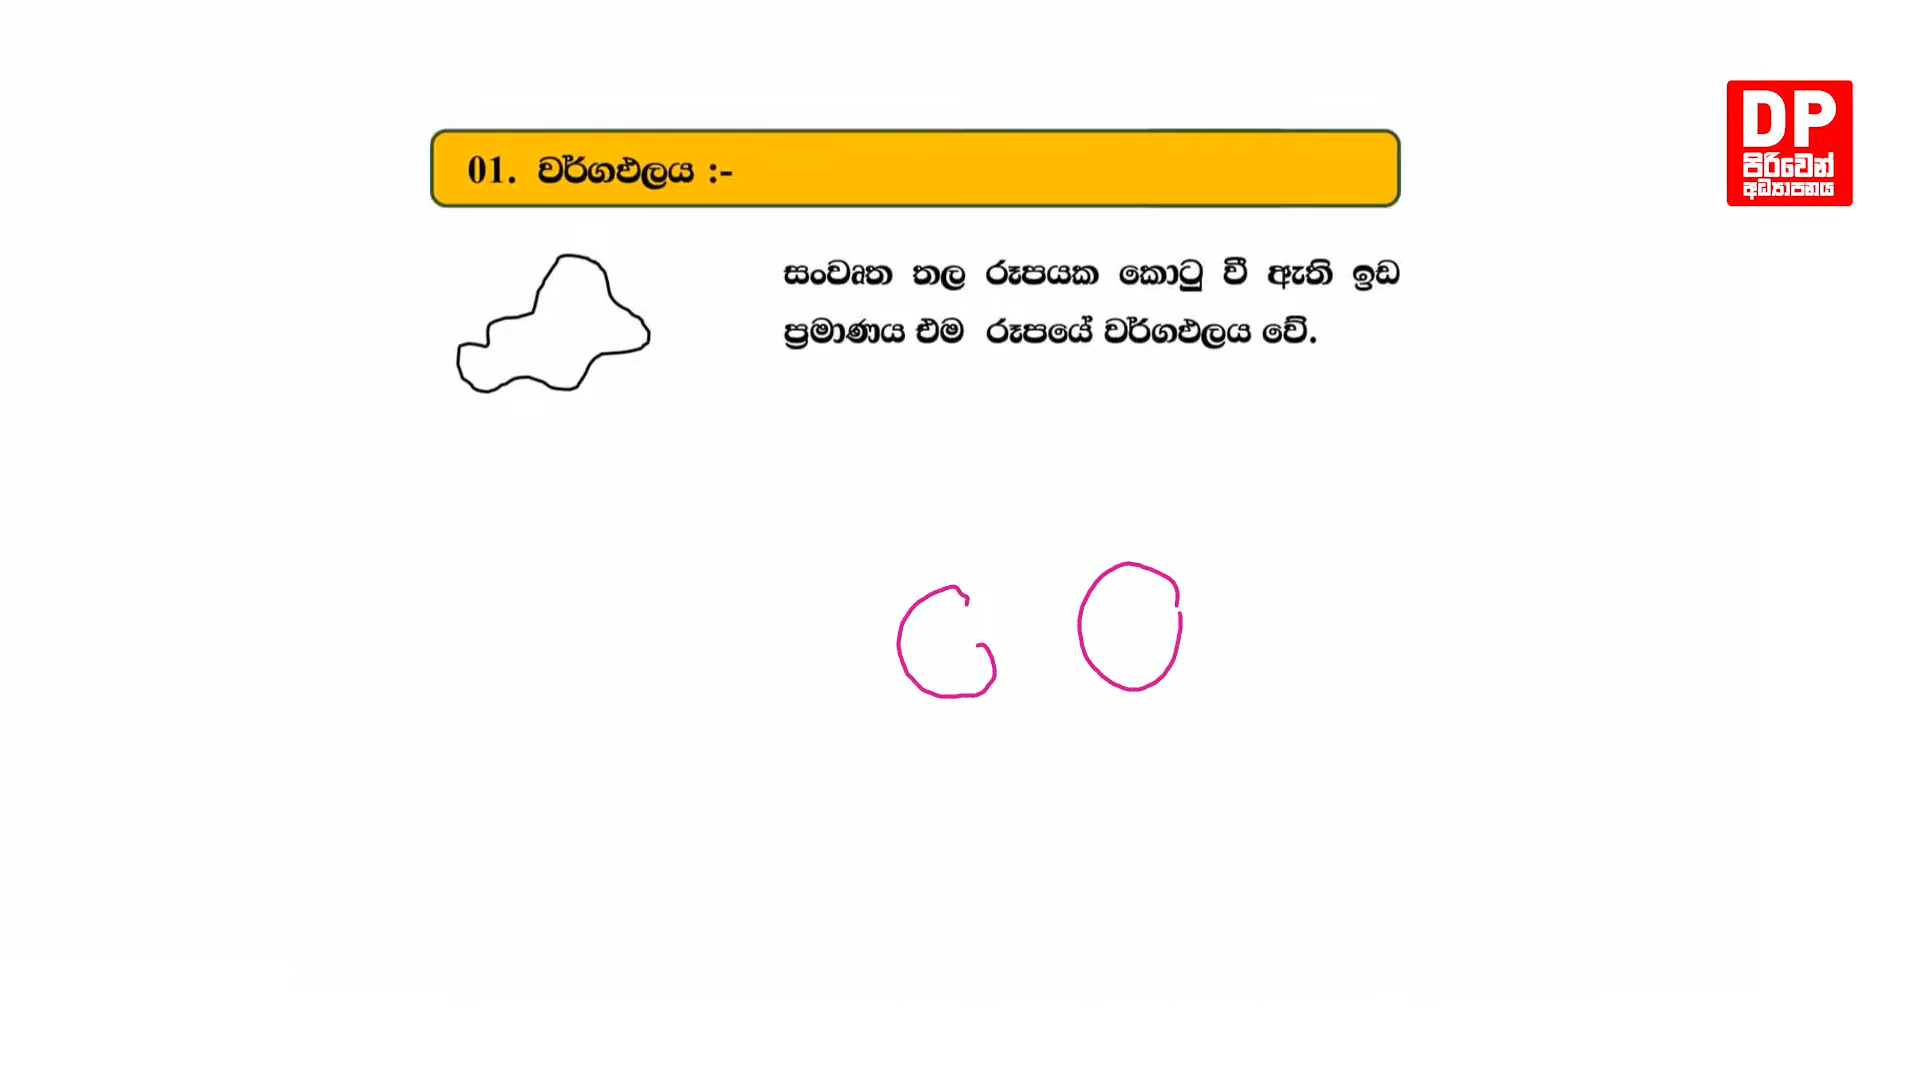 DP
පිරිවෙන්
අධ්‍යාපනය
01. වර්ගඵලය :-
සංවෘත තල රූපයක කොටු වී ඇති ඉඩ
ප්‍රමාණය එම රූපයේ වර්ගඵලය වේ.